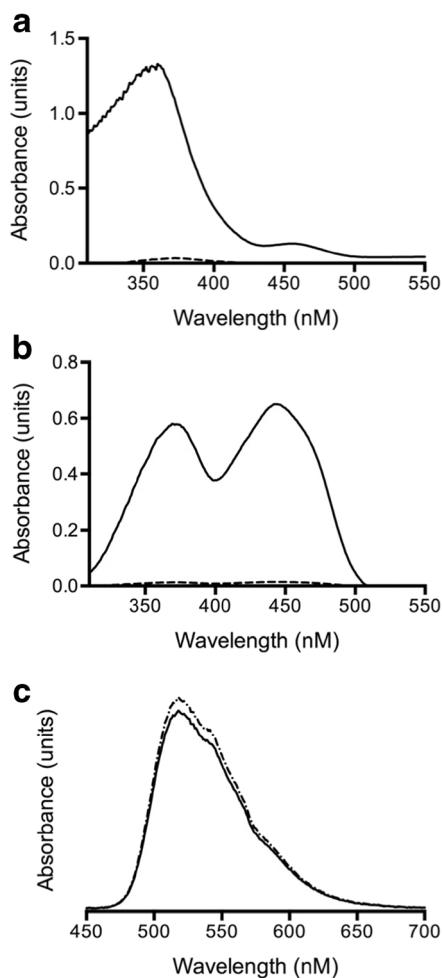 a
1.5
1.0
0.5
0.0
Absorbance (units)
350 400 450 500 550
Wavelength (nM)
b
0.8
0.6
0.4
0.2
0.0
Absorbance (units)
350 400 450 500 550
Wavelength (nM)
c
Absorbance (units)
450 500 550 600 650 700
Wavelength (nM)